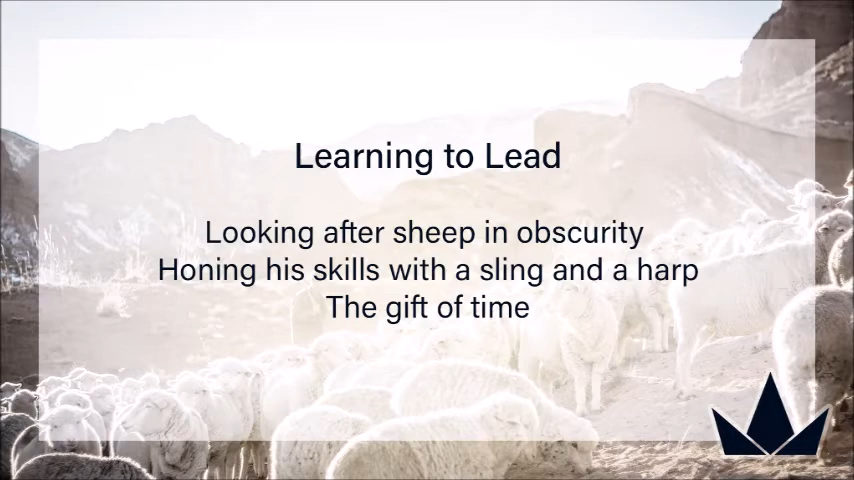 Learning to Lead
Looking after sheep in obscurity
Honing his skills with a sling and a harp
The gift of time